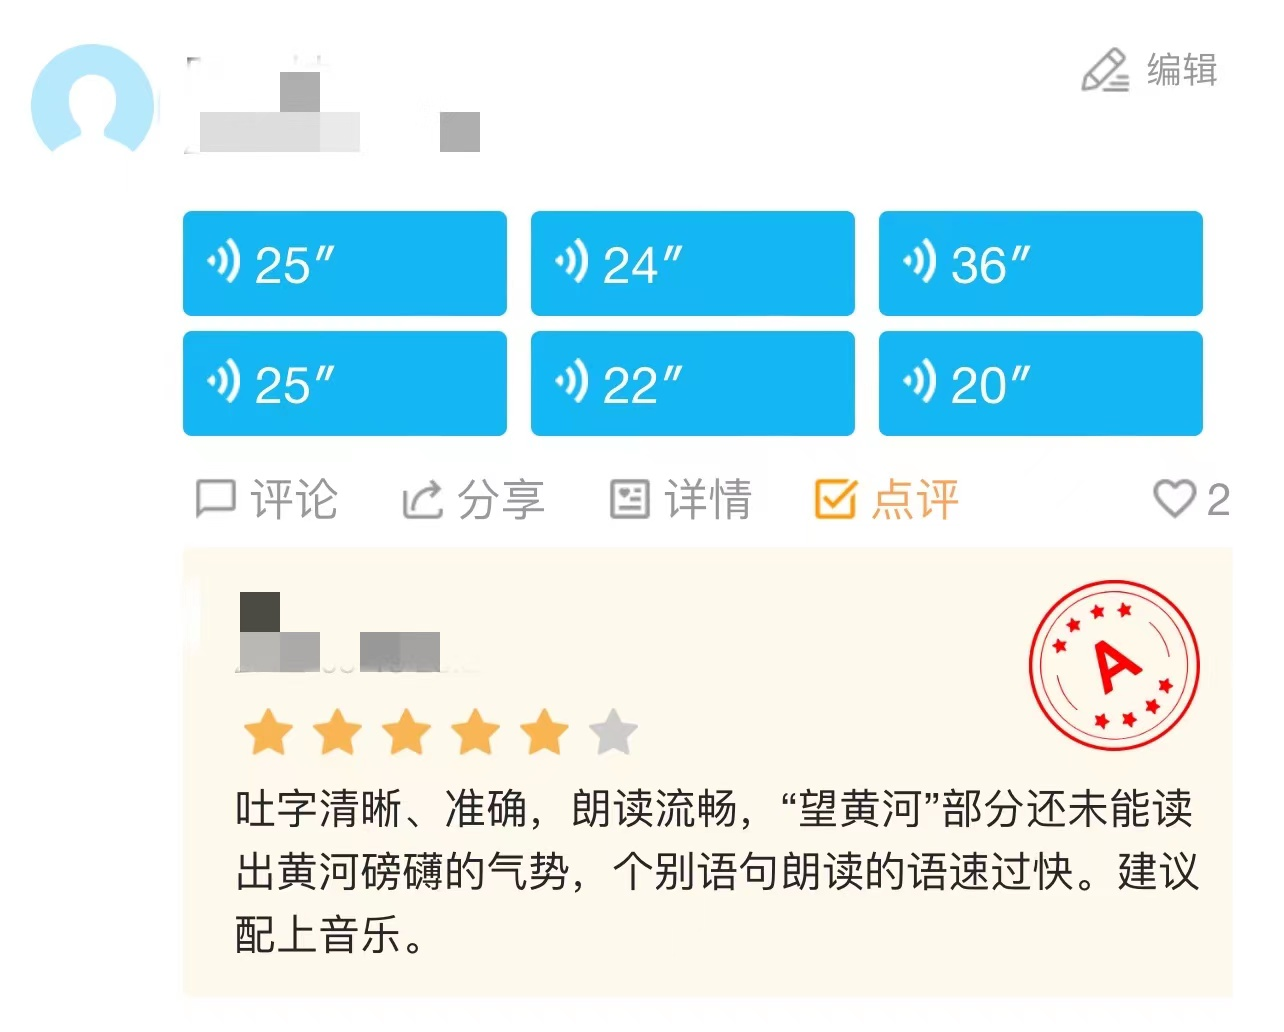 编辑
25″
24″
36″
25″
22″
20″
评论
分享
详情
点评
2
A
吐字清晰、准确，朗读流畅，“望黄河”部分还未能读
出黄河磅礴的气势，个别语句朗读的语速过快。建议
配上音乐。